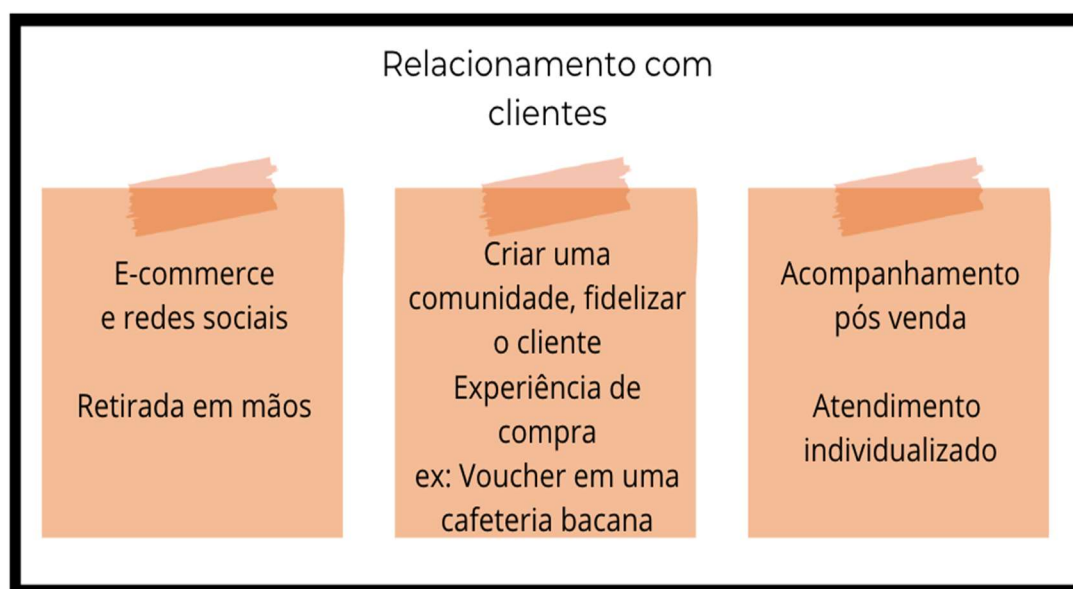 Relacionamento com
clientes
E-commerce
e redes sociais
Retirada em mãos
Criar uma
comunidade, fidelizar
o cliente
Experiência de
compra
ex: Voucher em uma
cafeteria bacana
Acompanhamento
pós venda
Atendimento
individualizado